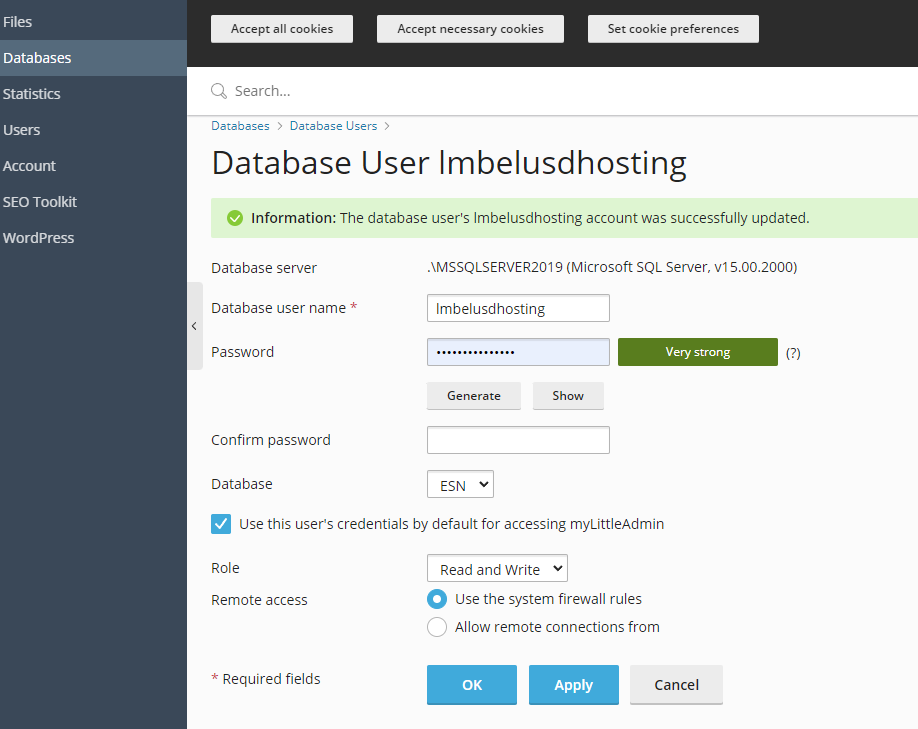 Files
Databases
Statistics
Users
Account
SEO Toolkit
WordPress
Accept all cookies Accept necessary cookies Set cookie preferences
Search...
Databases > Database Users >
Database User lmbelusdhosting
Information: The database user's lmbelusdhosting account was successfully updated.
Database server .\MSSQLSERVER2019 (Microsoft SQL Server, v15.00.2000)
Database user name * lmbelusdhosting
Password ••••••••••••••• Very strong (?)
Generate Show
Confirm password
Database ESN
Use this user's credentials by default for accessing myLittleAdmin
Role Read and Write
Remote access Use the system firewall rules
Allow remote connections from
* Required fields OK Apply Cancel